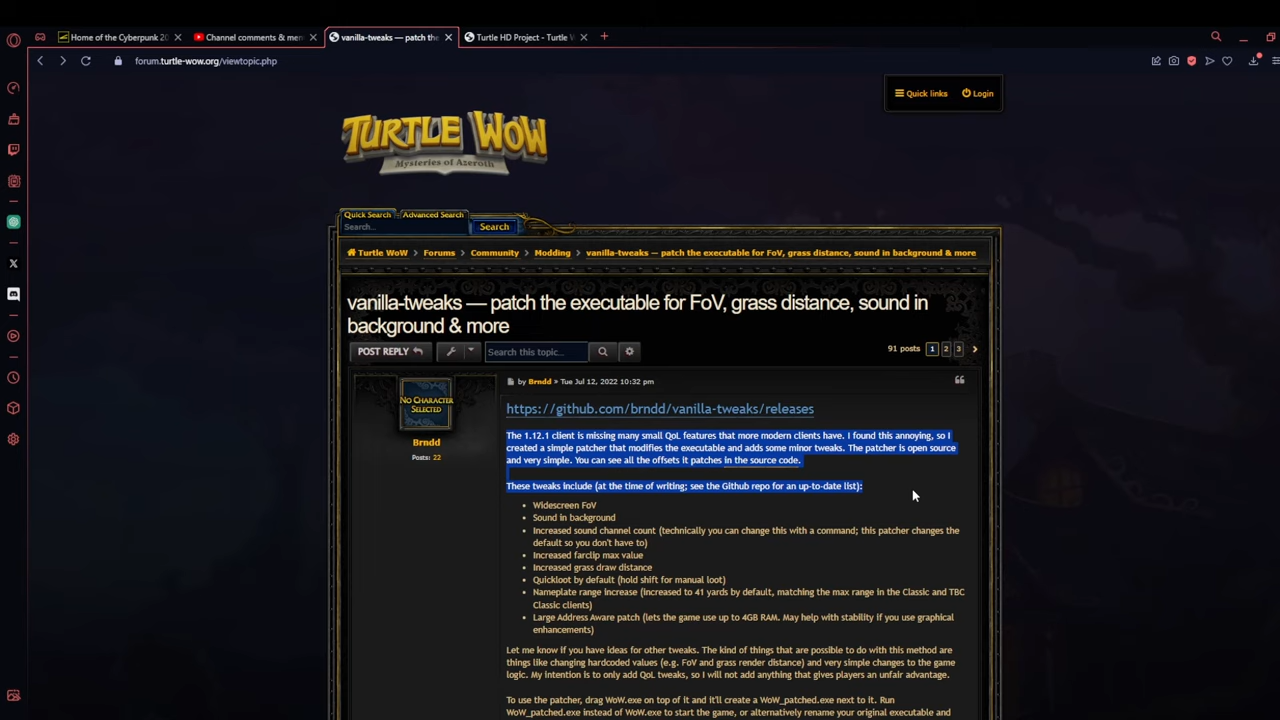 Home of the Cyberpunk 20
Channel comments & men
vanilla-tweaks — patch the
Turtle HD Project - Turtle W
forum.turtle-wow.org/viewtopic.php
Quick links
Login
TURTLE WOW
Mysteries of Azeroth
Quick Search
Advanced Search
Search...
Search
Turtle WoW
Forums
Community
Modding
vanilla-tweaks — patch the executable for FoV, grass distance, sound in background & more
vanilla-tweaks — patch the executable for FoV, grass distance, sound in
background & more
POST REPLY
Search this topic...
91 posts
1
2
3
by Brndd » Tue Jul 12, 2022 10:32 pm
NO CHARACTER
SELECTED
Brndd
Posts: 22
https://github.com/brndd/vanilla-tweaks/releases
The 1.12.1 client is missing many small QoL features that more modern clients have. I found this annoying, so I
created a simple patcher that modifies the executable and adds some minor tweaks. The patcher is open source
and very simple. You can see all the offsets it patches in the source code.
These tweaks include (at the time of writing; see the Github repo for an up-to-date list):
Widescreen FoV
Sound in background
Increased sound channel count (technically you can change this with a command; this patcher changes the
default so you don't have to)
Increased farclip max value
Increased grass draw distance
Quickloot by default (hold shift for manual loot)
Nameplate range increase (increased to 41 yards by default, matching the max range in the Classic and TBC
Classic clients)
Large Address Aware patch (lets the game use up to 4GB RAM. May help with stability if you use graphical
enhancements)
Let me know if you have ideas for other tweaks. The kind of things that are possible to do with this method are
things like changing hardcoded values (e.g. FoV and grass render distance) and very simple changes to the game
logic. My intention is to only add QoL tweaks, so I will not add anything that gives players an unfair advantage.
To use the patcher, drag WoW.exe on top of it and it'll create a WoW_patched.exe next to it. Run
WoW_patched.exe instead of WoW.exe to start the game, or alternatively rename your original executable and